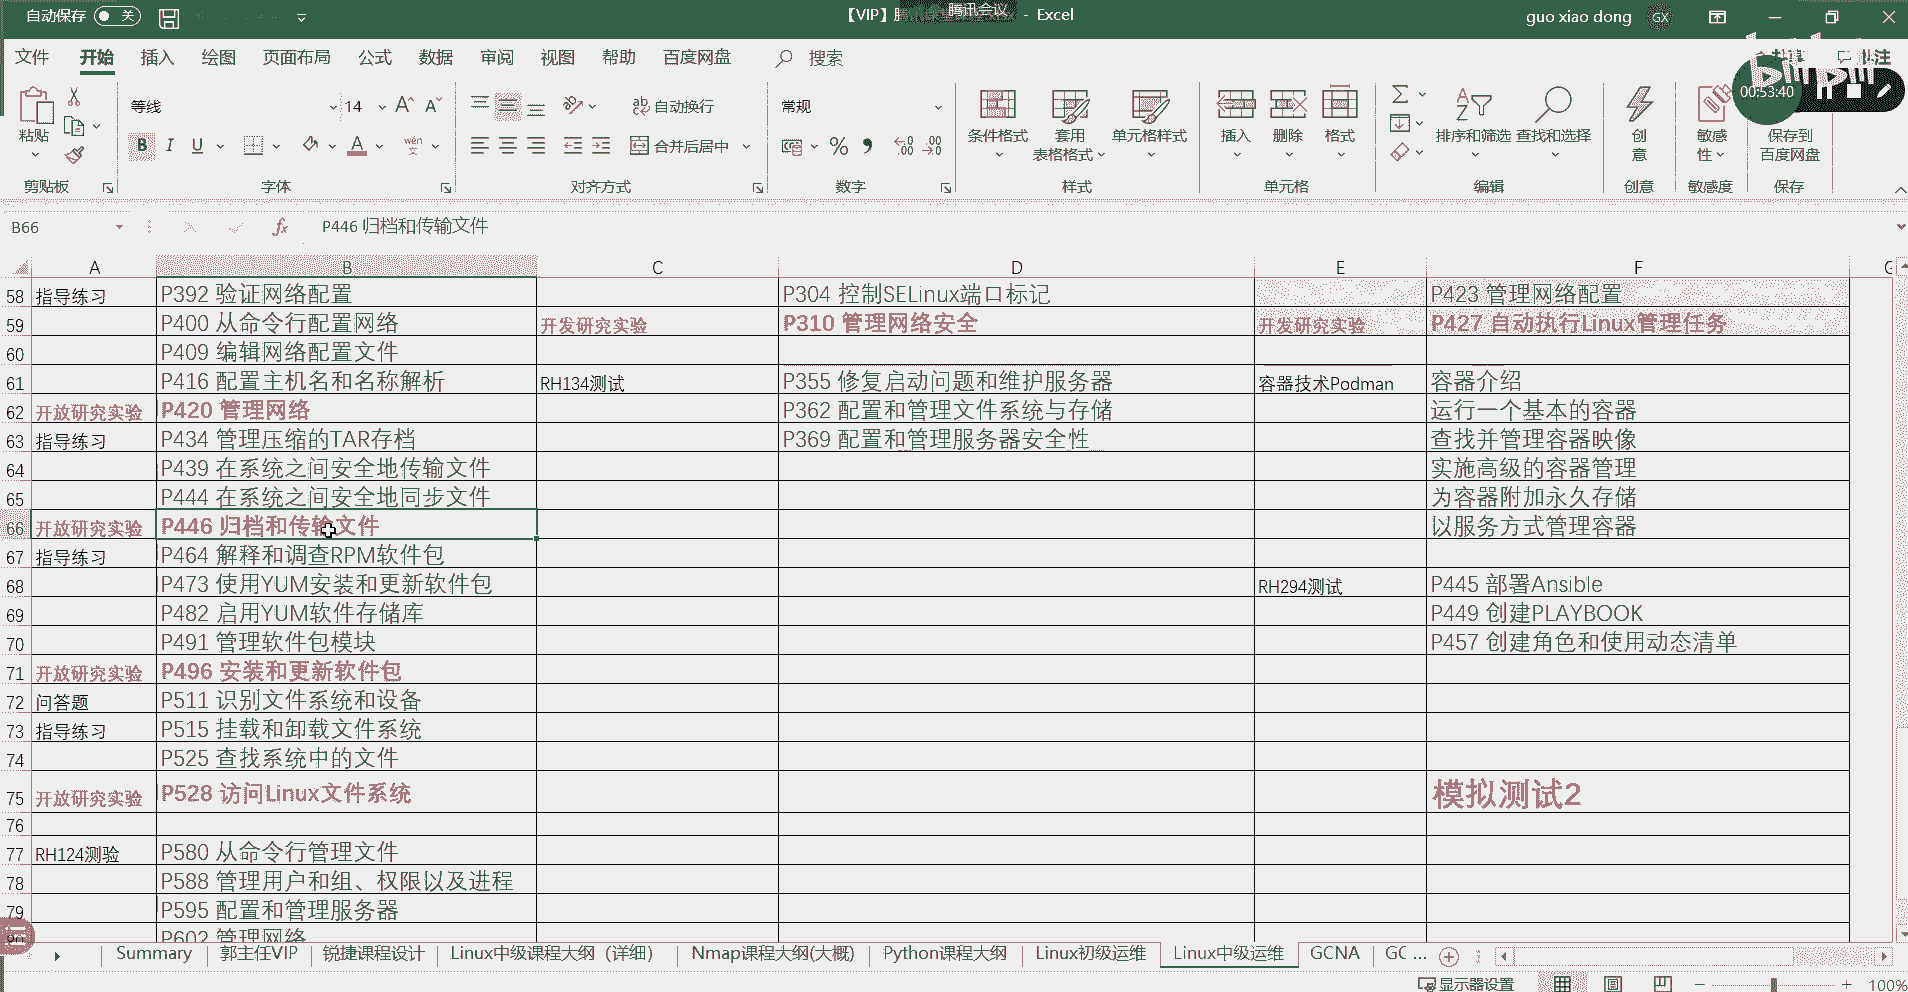 自动保存 关 【VIP】 腾讯会议 - Excel guo xiao dong GX
文件 开始 插入 绘图 页面布局 公式 数据 审阅 视图 帮助 百度网盘 搜索
等线 14 自动换行 常规
00:53:40
粘贴 B I U 合并后居中 条件格式 套用 表格格式 单元格样式 插入 删除 格式 排序和筛选 查找和选择 创意 敏感性 保存到 百度网盘
剪贴板 字体 对齐方式 数字 样式 单元格 编辑 创意 敏感度 保存
B66 fx P446 归档和传输文件
A B C D E F
58 指导练习 P392 验证网络配置 P304 控制SELinux端口标记 P423 管理网络配置
59 P400 从命令行配置网络 开发研究实验 P310 管理网络安全 开发研究实验 P427 自动执行Linux管理任务
60 P409 编辑网络配置文件
61 P416 配置主机名和名称解析 RH134测试 P355 修复启动问题和维护服务器 容器技术Podman 容器介绍
62 开放研究实验 P420 管理网络 P362 配置和管理文件系统与存储 运行一个基本的容器
63 指导练习 P434 管理压缩的TAR存档 P369 配置和管理服务器安全性 查找并管理容器映像
64 P439 在系统之间安全地传输文件 实施高级的容器管理
65 P444 在系统之间安全地同步文件 为容器附加永久存储
66 开放研究实验 P446 归档和传输文件 以服务方式管理容器
67 指导练习 P464 解释和调查RPM软件包
68 P473 使用YUM安装和更新软件包 RH294测试 P445 部署Ansible
69 P482 启用YUM软件存储库 P449 创建PLAYBOOK
70 P491 管理软件包模块 P457 创建角色和使用动态清单
71 开放研究实验 P496 安装和更新软件包
72 问答题 P511 识别文件系统和设备
73 指导练习 P515 挂载和卸载文件系统
74 P525 查找系统中的文件
75 开放研究实验 P528 访问Linux文件系统 模拟测试2
76
77 RH124测验 P580 从命令行管理文件
78 P588 管理用户和组、权限以及进程
79 P595 配置和管理服务器
P602 管理网络
Summary 郭主任VIP 锐捷课程设计 Linux中级课程大纲（详细） Nmap课程大纲(大概) Python课程大纲 Linux初级运维 Linux中级运维 GCNA GC ...
显示器设置 100%